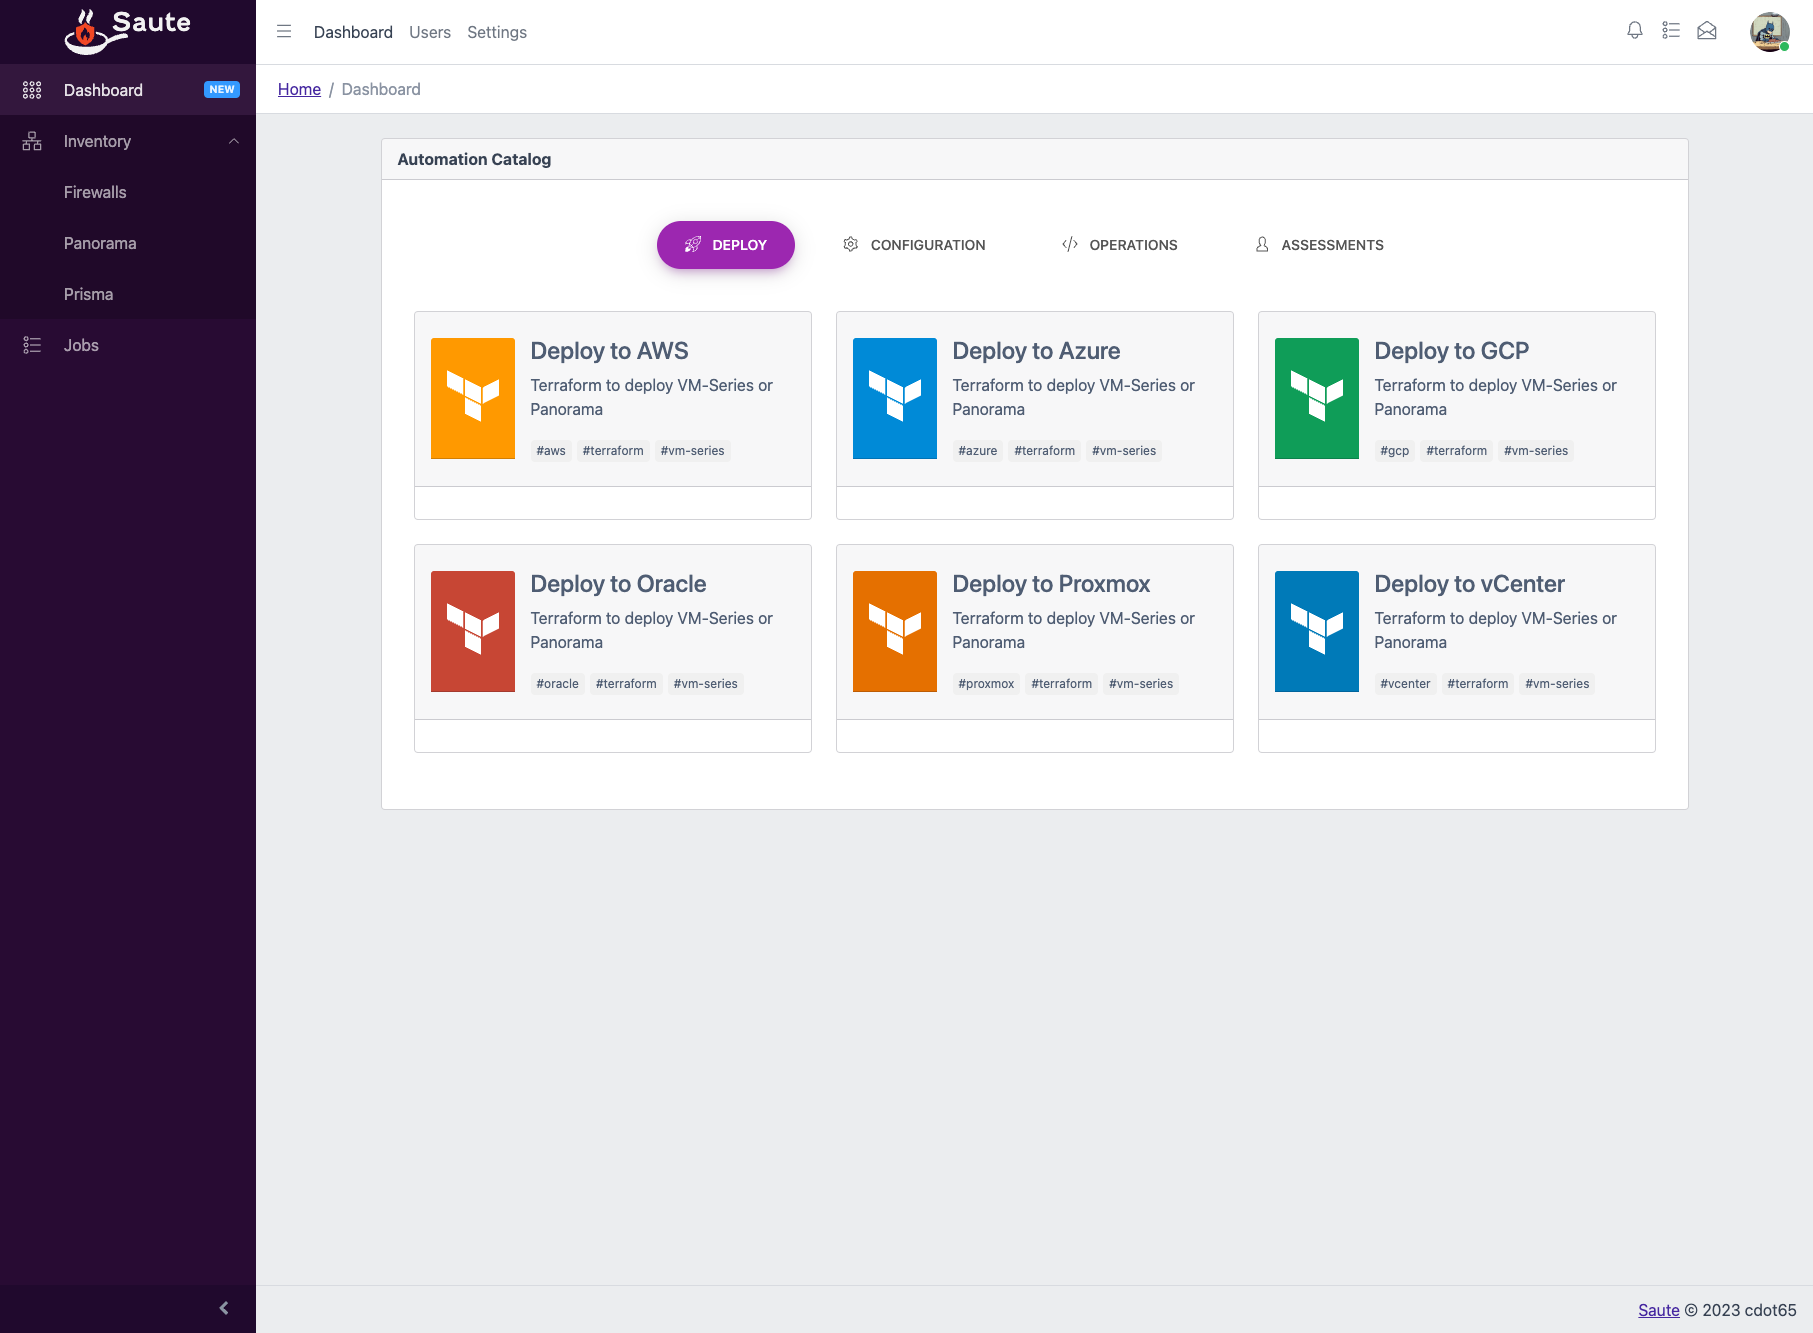 Saute
Dashboard NEW
Inventory
Firewalls
Panorama
Prisma
Jobs
Dashboard Users Settings
Home / Dashboard
Automation Catalog
DEPLOY CONFIGURATION OPERATIONS ASSESSMENTS
Deploy to AWS
Terraform to deploy VM-Series or
Panorama
#aws #terraform #vm-series
Deploy to Azure
Terraform to deploy VM-Series or
Panorama
#azure #terraform #vm-series
Deploy to GCP
Terraform to deploy VM-Series or
Panorama
#gcp #terraform #vm-series
Deploy to Oracle
Terraform to deploy VM-Series or
Panorama
#oracle #terraform #vm-series
Deploy to Proxmox
Terraform to deploy VM-Series or
Panorama
#proxmox #terraform #vm-series
Deploy to vCenter
Terraform to deploy VM-Series or
Panorama
#vcenter #terraform #vm-series
Saute © 2023 cdot65